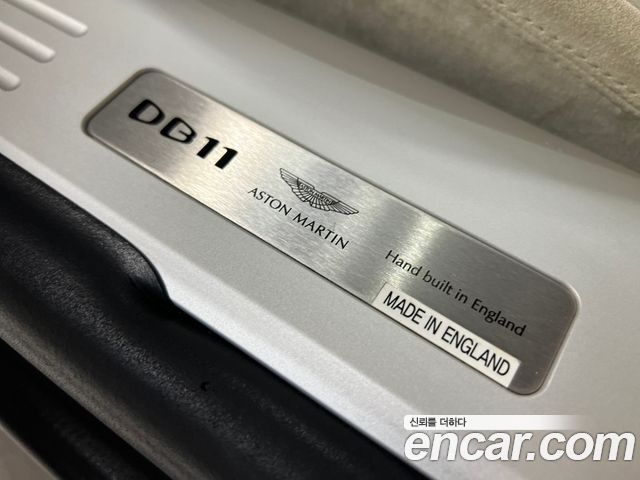 DB11
ASTON MARTIN
Hand built in England
MADE IN ENGLAND
신뢰를 더하다
encar.com